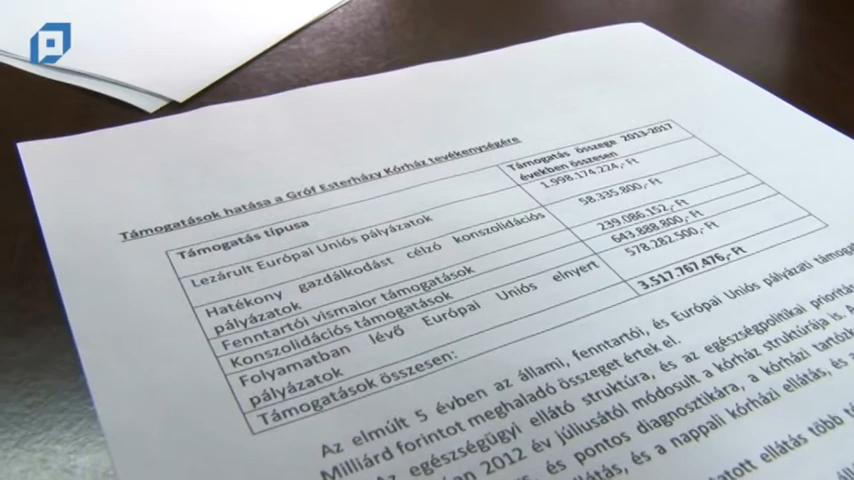 Támogatások hatása a Gróf Esterházy Kórház tevékenységére
Támogatás típusa
Támogatás összege 2013-2017
években összesen
Lezárult Európai Uniós pályázatok
1.998.174.224,- Ft
Hatékony gazdálkodást célzó konszolidációs
pályázatok
58.335.800,- Ft
Fenntartói vismaior támogatások
239.086.152,- Ft
Konszolidációs támogatások
643.888.800,- Ft
Folyamatban lévő Európai Uniós elnyert
pályázatok
578.282.500,- Ft
Támogatások összesen:
3.517.767.476,- Ft
Az elmúlt 5 évben az állami, fenntartói, és Európai Uniós pályázati
Milliárd forintot meghaladó összeget értek el.
egészségügyi ellátó struktúra, és az egészségpolitikai
2012 év júliusától módosult a kórház struktúrája is.
és pontos diagnosztikára, a kórházi
és a nappali kórházi ellátás, és a
ellátás több